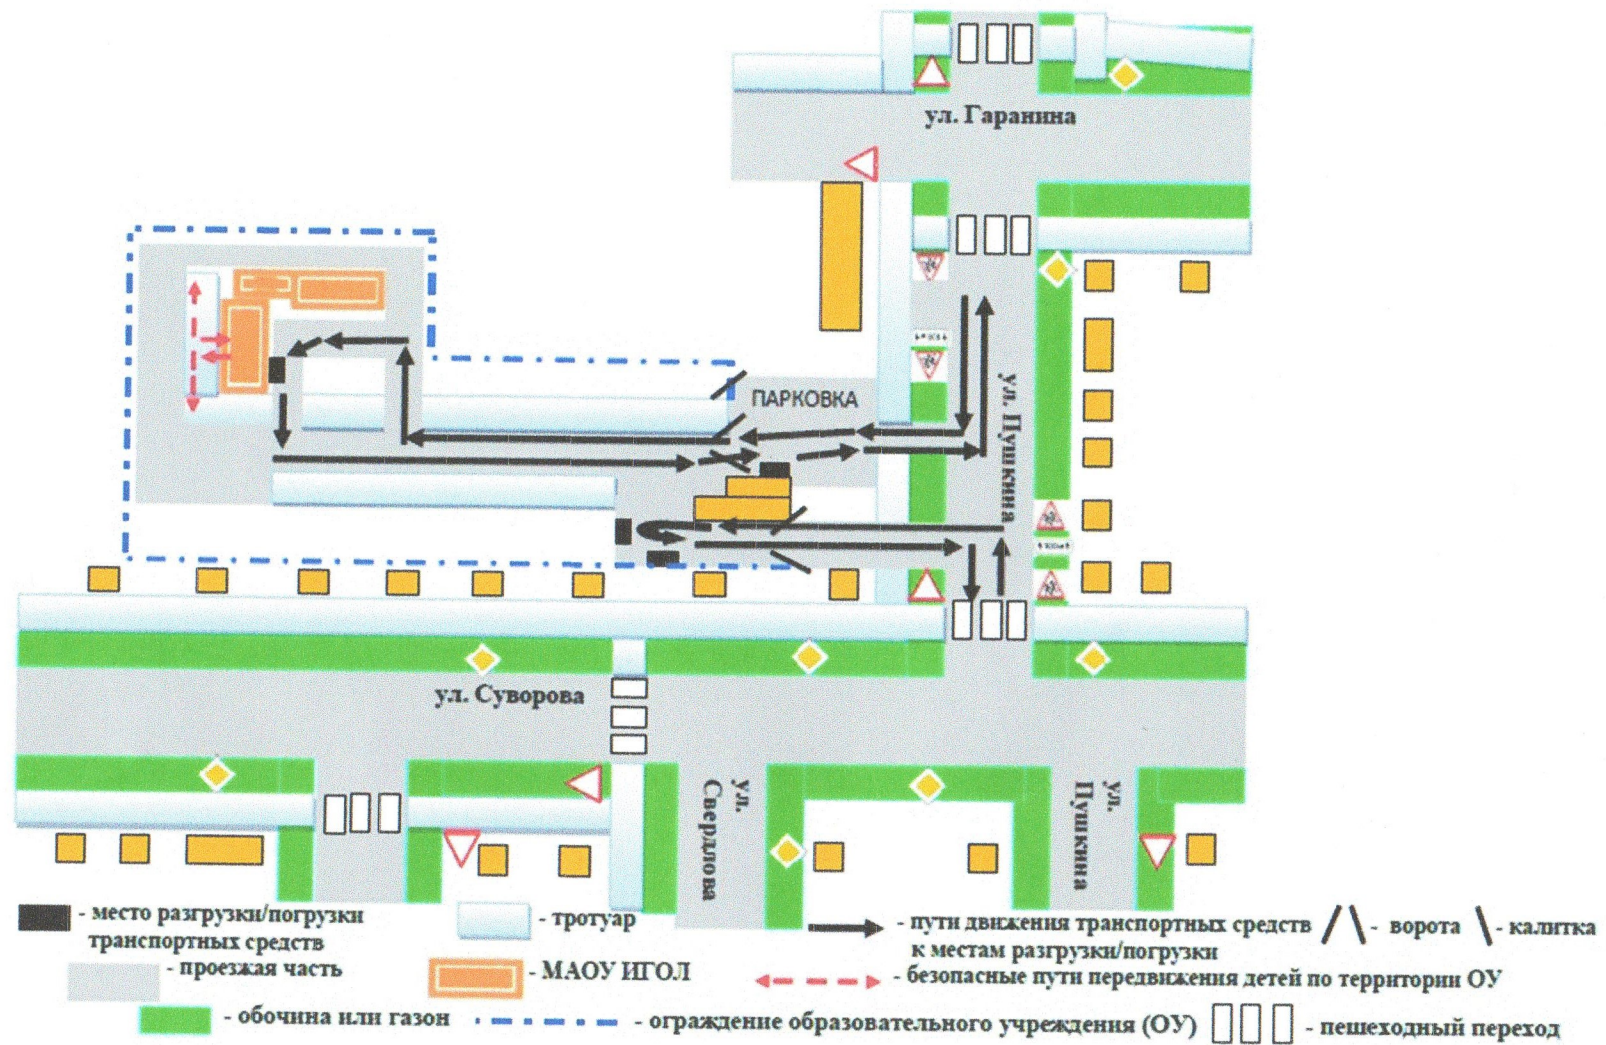 ул. Гаранина
ПАРКОВКА
ул. Пушкина
ул. Суворова
ул.
Свердлова
ул.
Пушкина
- место разгрузки/погрузки
транспортных средств
- тротуар
- пути движения транспортных средств
к местам разгрузки/погрузки
- ворота
- калитка
- проезжая часть
- МАОУ ИГОЛ
- безопасные пути передвижения детей по территории ОУ
- обочина или газон
- ограждение образовательного учреждения (ОУ)
- пешеходный переход